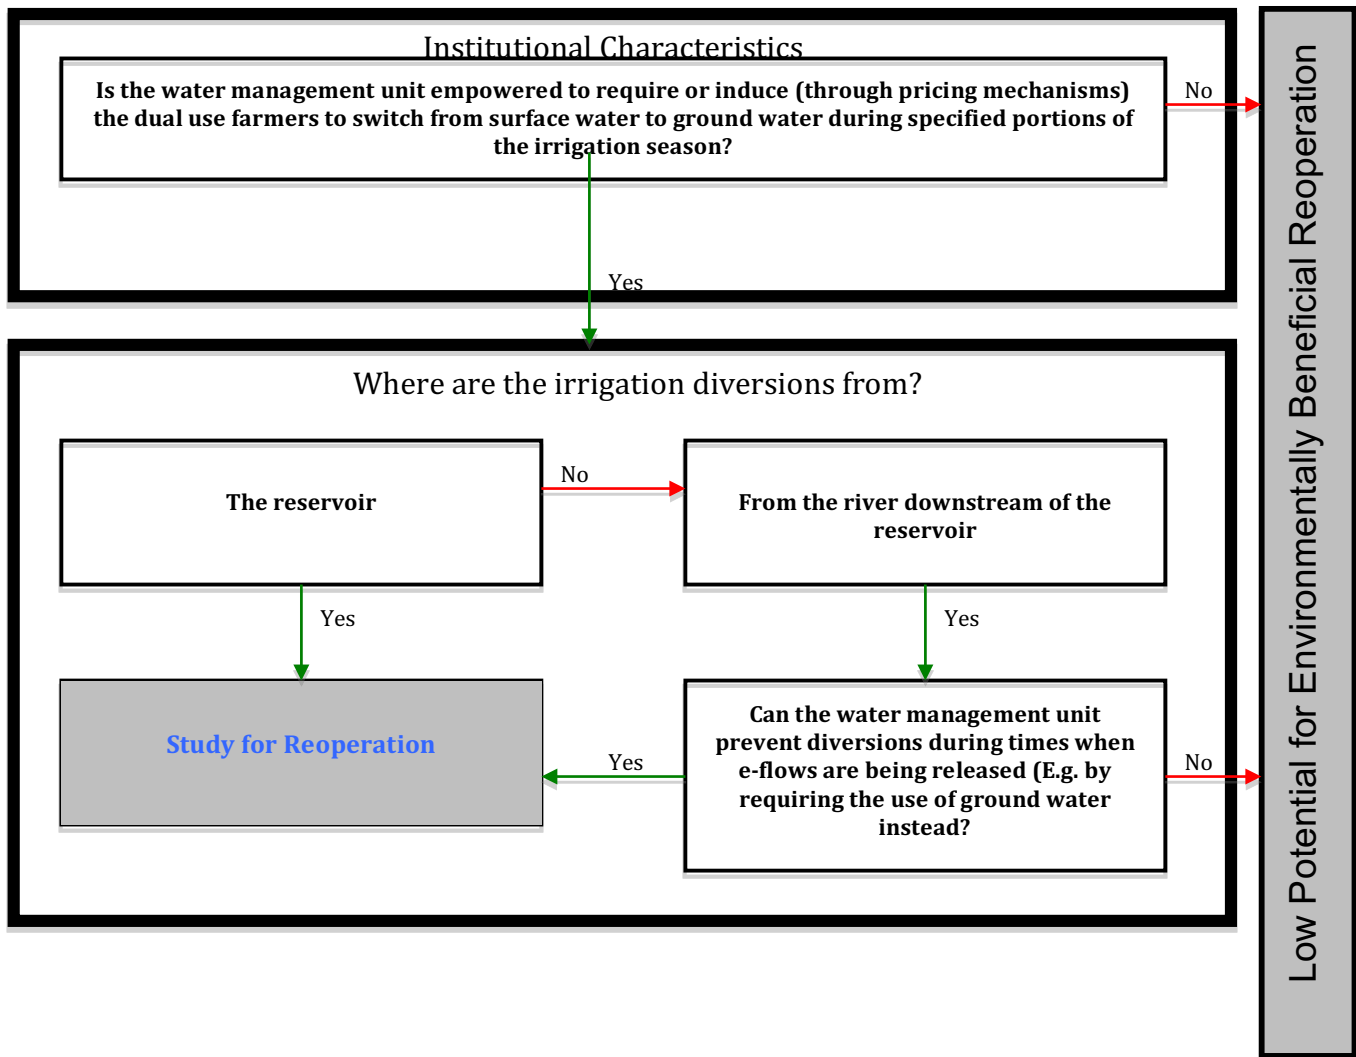 Institutional Characteristics
Is the water management unit empowered to require or induce (through pricing mechanisms)
the dual use farmers to switch from surface water to ground water during specified portions of
the irrigation season?
No
Yes
Where are the irrigation diversions from?
The reservoir
No
From the river downstream of the
reservoir
Yes
Yes
Study for Reoperation
Yes
Can the water management unit
prevent diversions during times when
e-flows are being released (E.g. by
requiring the use of ground water
instead?
No
Low Potential for Environmentally Beneficial Reoperation